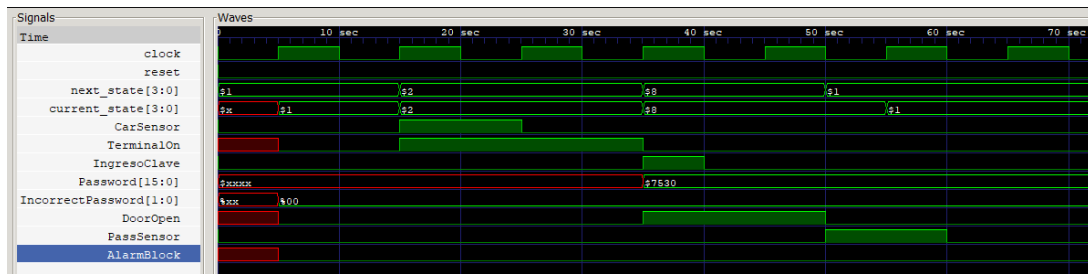 Signals
Waves
Time
10 sec 20 sec 30 sec 40 sec 50 sec 60 sec 70 sec
clock
reset
next_state[3:0] $1 $2 $8 $1
current_state[3:0] $x $1 $2 $8 $1
CarSensor
TerminalOn
IngresoClave
Password[15:0] $xxxx $7530
IncorrectPassword[1:0] %xx %00
DoorOpen
PassSensor
AlarmBlock